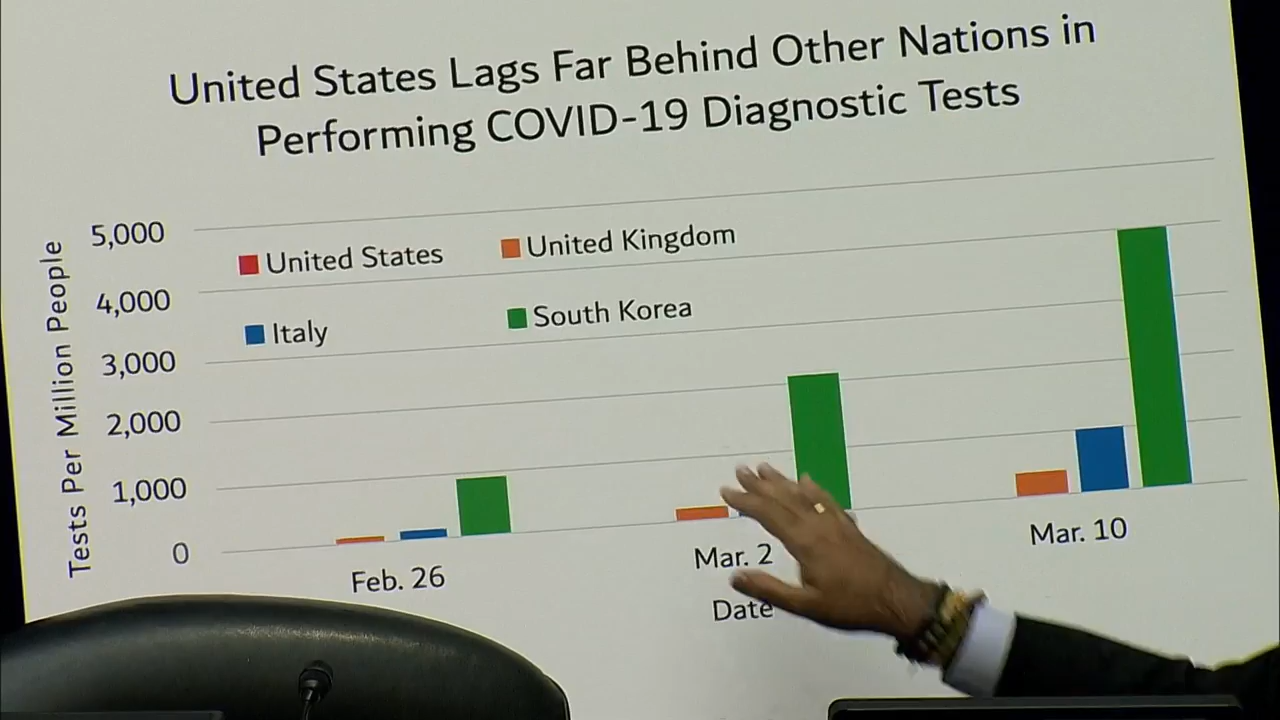 United States Lags Far Behind Other Nations in
Performing COVID-19 Diagnostic Tests
Tests Per Million People
5,000
4,000
3,000
2,000
1,000
0
United States
United Kingdom
Italy
South Korea
Feb. 26
Mar. 2
Mar. 10
Date